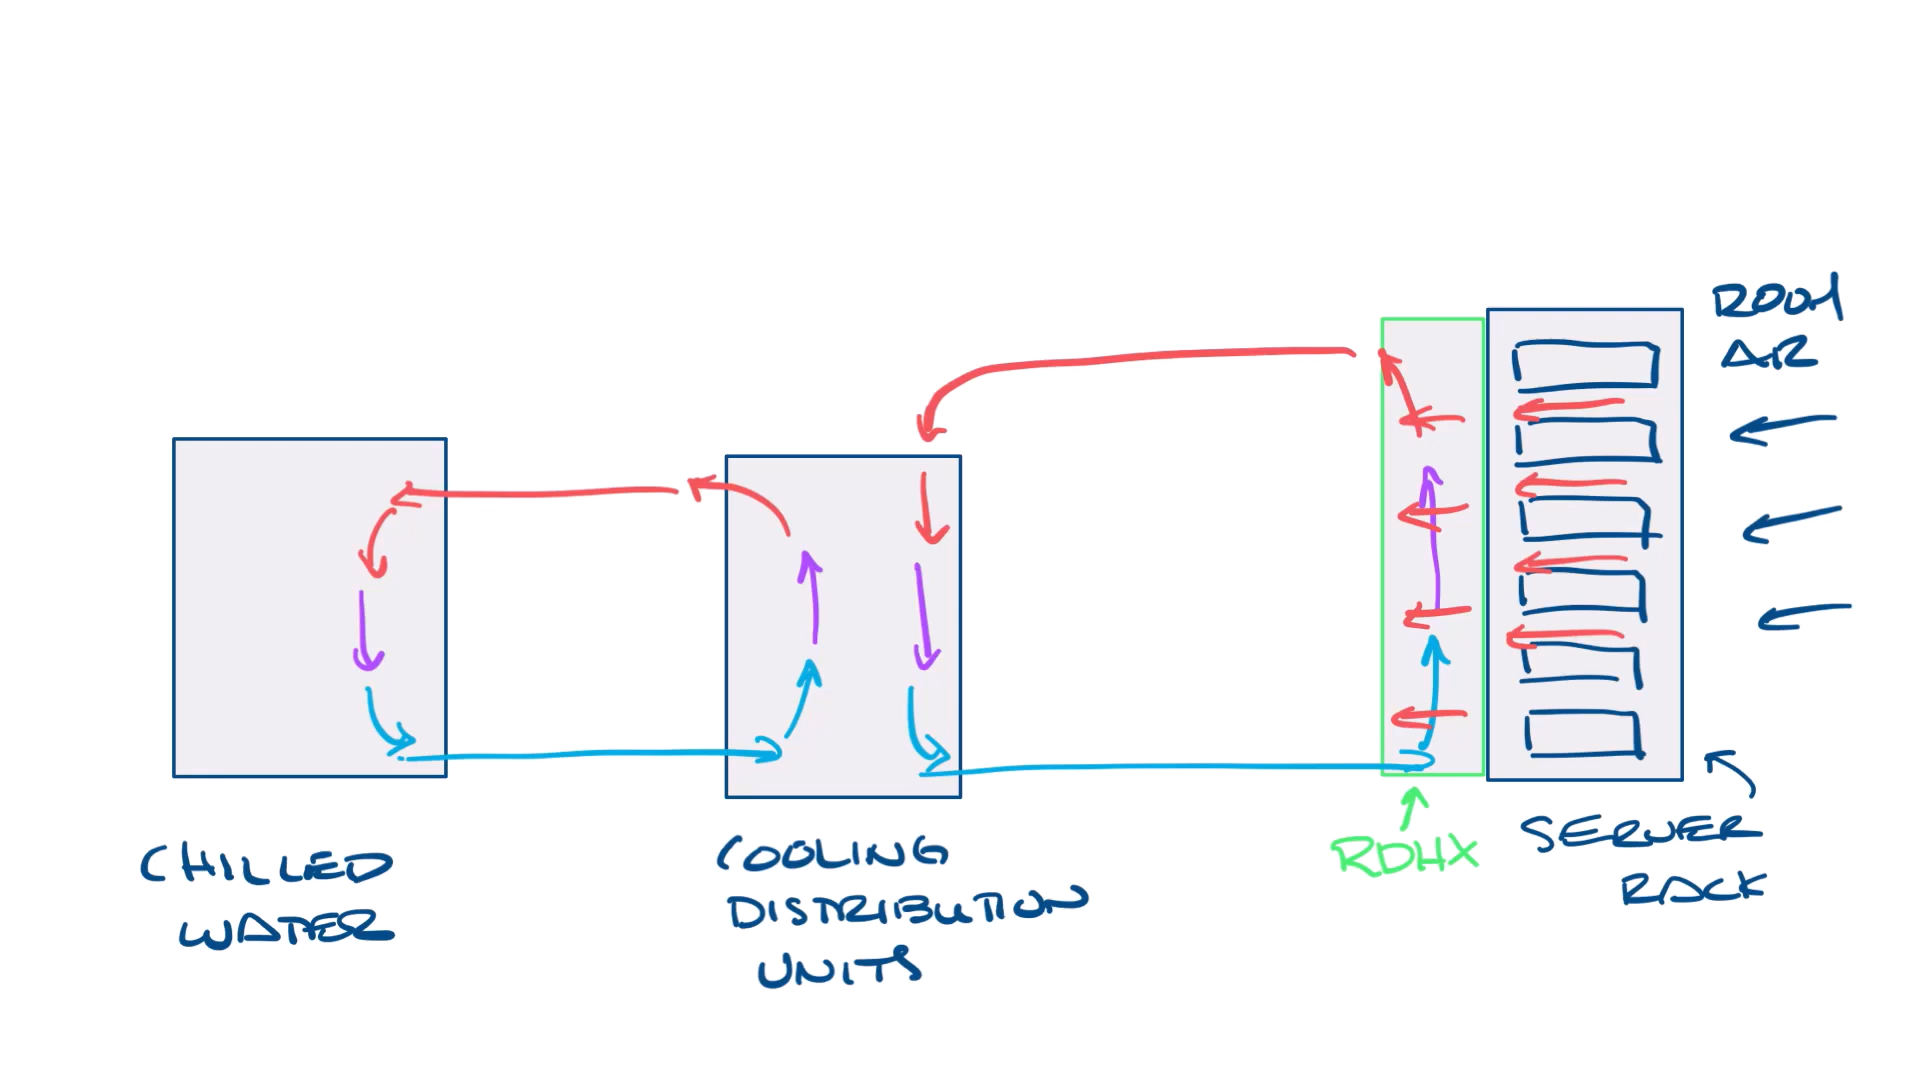 ROOM
AIR
CHILLED
WATER
COOLING
DISTRIBUTION
UNITS
RDHX
SERVER
RACK